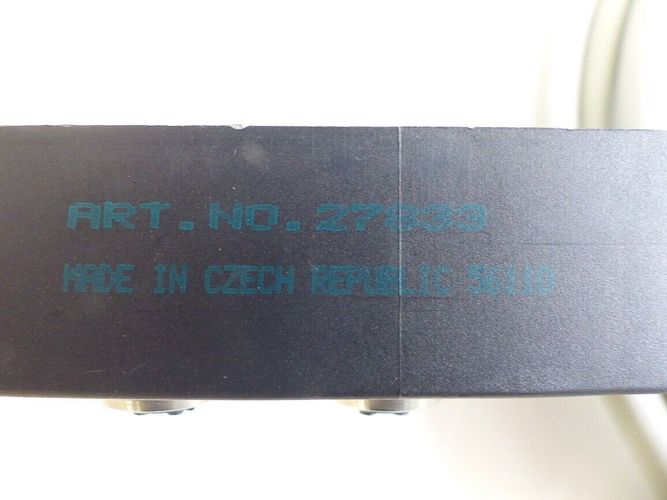 ART.NO.27833
MADE IN CZECH REPUBLIC 56110